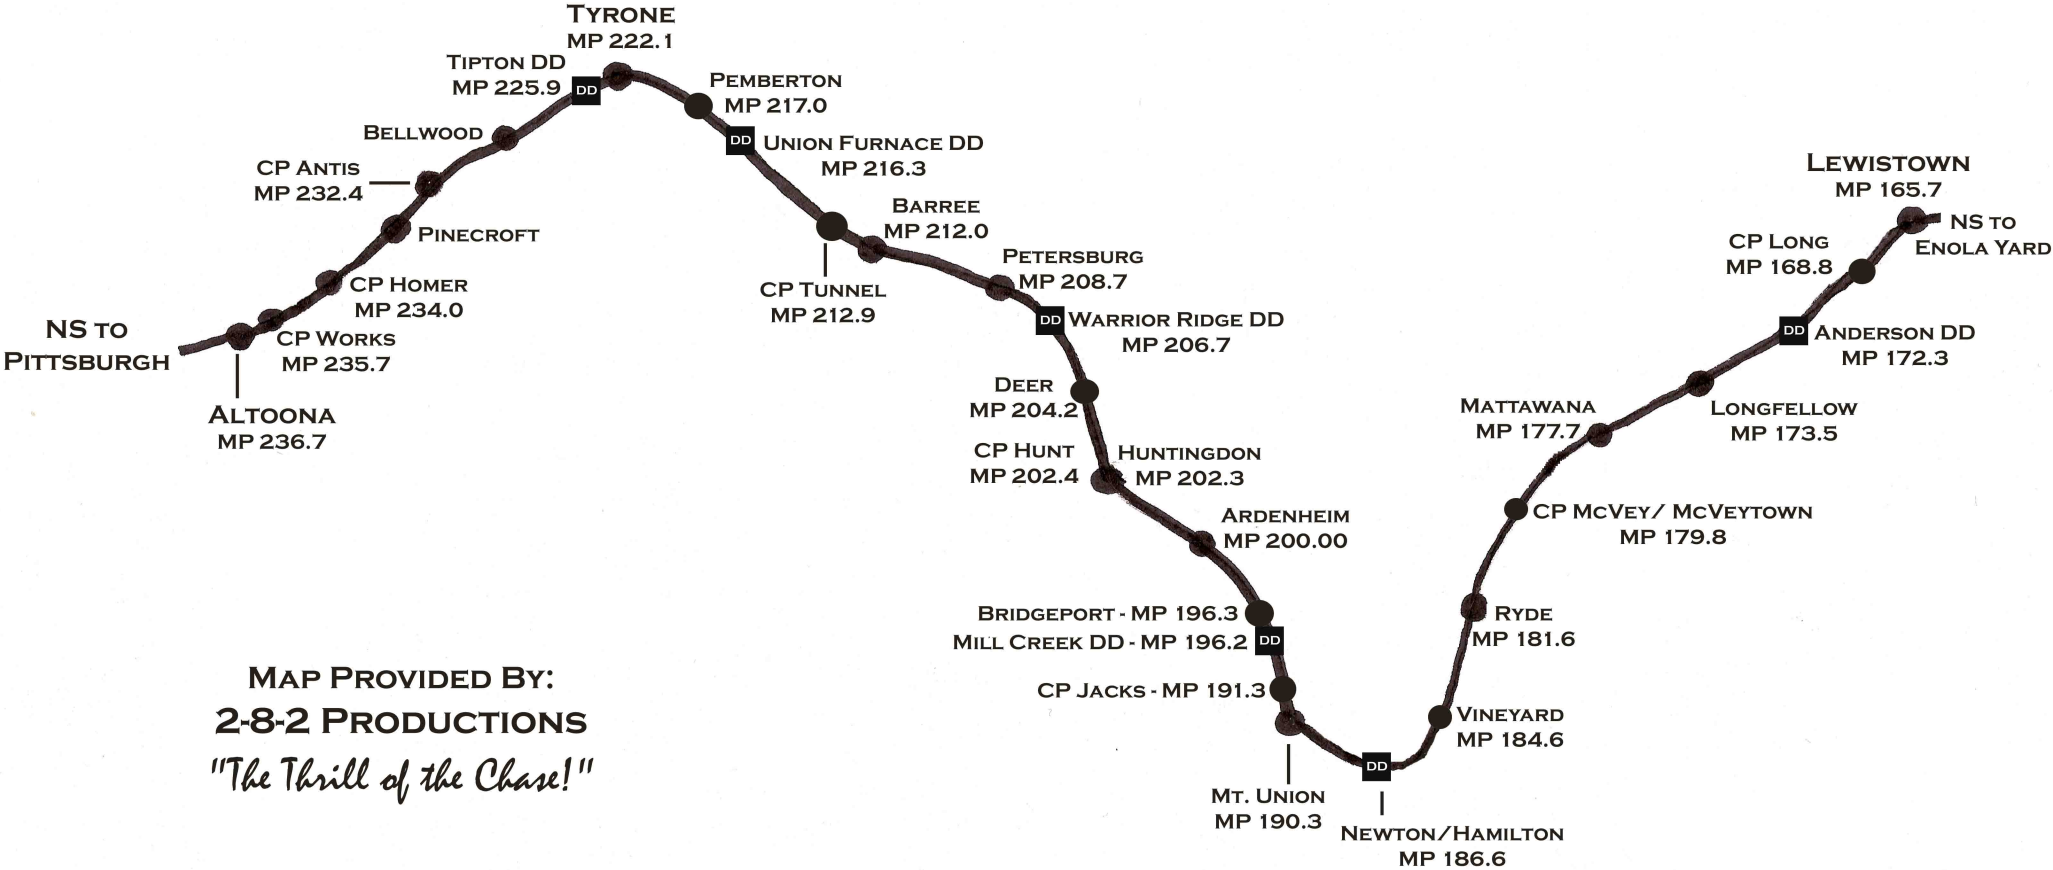 TYRONE
MP 222.1
TIPTON DD
MP 225.9
DD
PEMBERTON
MP 217.0
BELLWOOD
DD
UNION FURNACE DD
MP 216.3
CP ANTIS
MP 232.4
PINECROFT
BARREE
MP 212.0
CP HOMER
MP 234.0
CP TUNNEL
MP 212.9
PETERSBURG
MP 208.7
NS TO
PITTSBURGH
CP WORKS
MP 235.7
ALTOONA
MP 236.7
DD
WARRIOR RIDGE DD
MP 206.7
DEER
MP 204.2
CP HUNT
MP 202.4
HUNTINGDON
MP 202.3
ARDENHEIM
MP 200.00
BRIDGEPORT - MP 196.3
MILL CREEK DD - MP 196.2
DD
CP JACKS - MP 191.3
MT. UNION
MP 190.3
DD
NEWTON/HAMILTON
MP 186.6
VINEYARD
MP 184.6
RYDE
MP 181.6
CP MCVEY/ MCVEYTOWN
MP 179.8
MATTAWANA
MP 177.7
LONGFELLOW
MP 173.5
DD
ANDERSON DD
MP 172.3
CP LONG
MP 168.8
LEWISTOWN
MP 165.7
NS TO
ENOLA YARD
MAP PROVIDED BY:
2-8-2 PRODUCTIONS
"The Thrill of the Chase!"